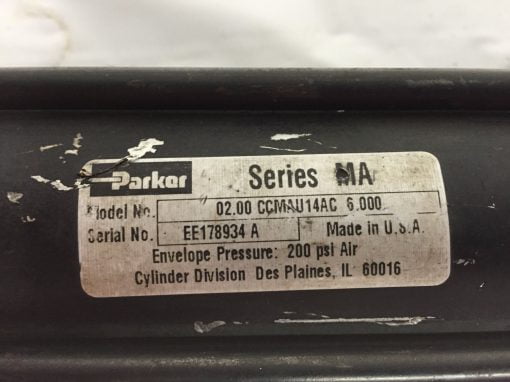 Parker Series MA
Model No. 02.00 CCMAU14AC 6.000
Serial No. EE178934 A Made in U.S.A.
Envelope Pressure: 200 psi Air
Cylinder Division Des Plaines, IL 60016